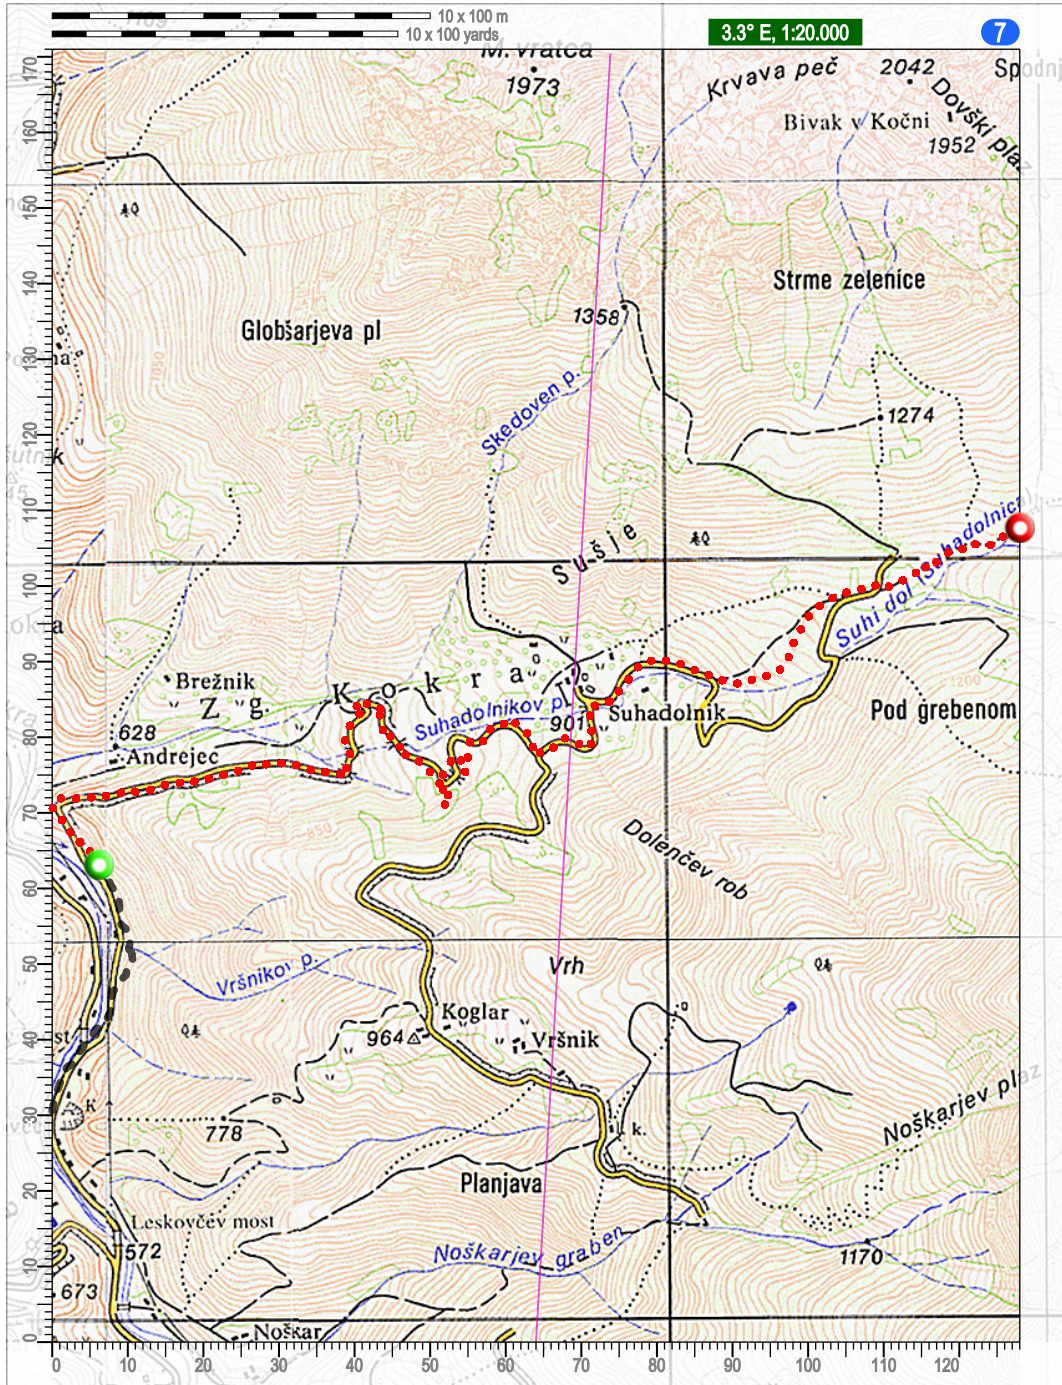 10 x 100 m
10 x 100 yards
3.3° E, 1:20.000
7
M. vratca
1973
Krvava peč
2042
Spodnj
Dovški plaz
Bivak v Kočni
1952
Strme zelenice
1358
Globšarjeva pl
Skedoven p.
1274
Sušje
Suhi dol (Suhadolnica)
Brežnik
Zg. Kokra
Suhadolnikov p.
901
Suhadolnik
Pod grebenom
628
Andrejec
Dolenčev rob
Vršnikov p.
Vrh
Koglar
964
Vršnik
st
K
778
k.
Noškarjev plaz
Planjava
Leskovčev most
572
Noškarjev graben
1170
673
Noškar
170
160
150
140
130
120
110
100
90
80
70
60
50
40
30
20
10
0
0 10 20 30 40 50 60 70 80 90 100 110 120